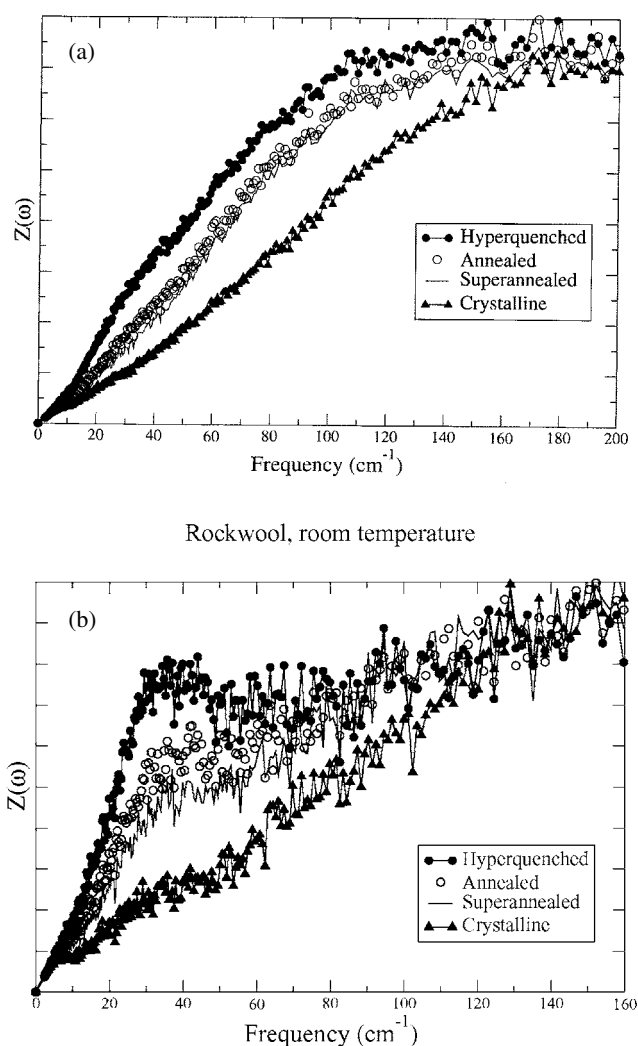 (a)
Z(ω)
Hyperquenched
Annealed
Superannealed
Crystalline
0 20 40 60 80 100 120 140 160 180 200
Frequency (cm⁻¹)
Rockwool, room temperature
(b)
Z(ω)
Hyperquenched
Annealed
Superannealed
Crystalline
0 20 40 60 80 100 120 140 160
Frequency (cm⁻¹)